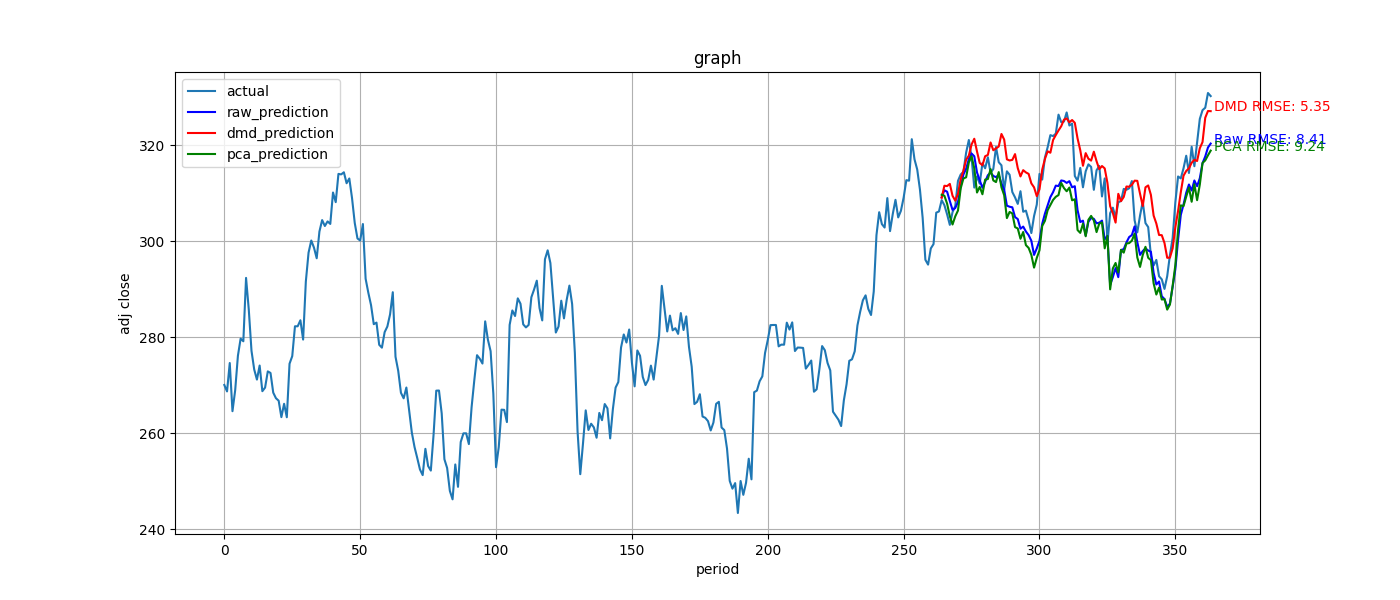 graph
actual
raw_prediction
dmd_prediction
pca_prediction
DMD RMSE: 5.35
Raw RMSE: 8.41
PCA RMSE: 9.24
320
300
280
260
240
adj close
0 50 100 150 200 250 300 350
period